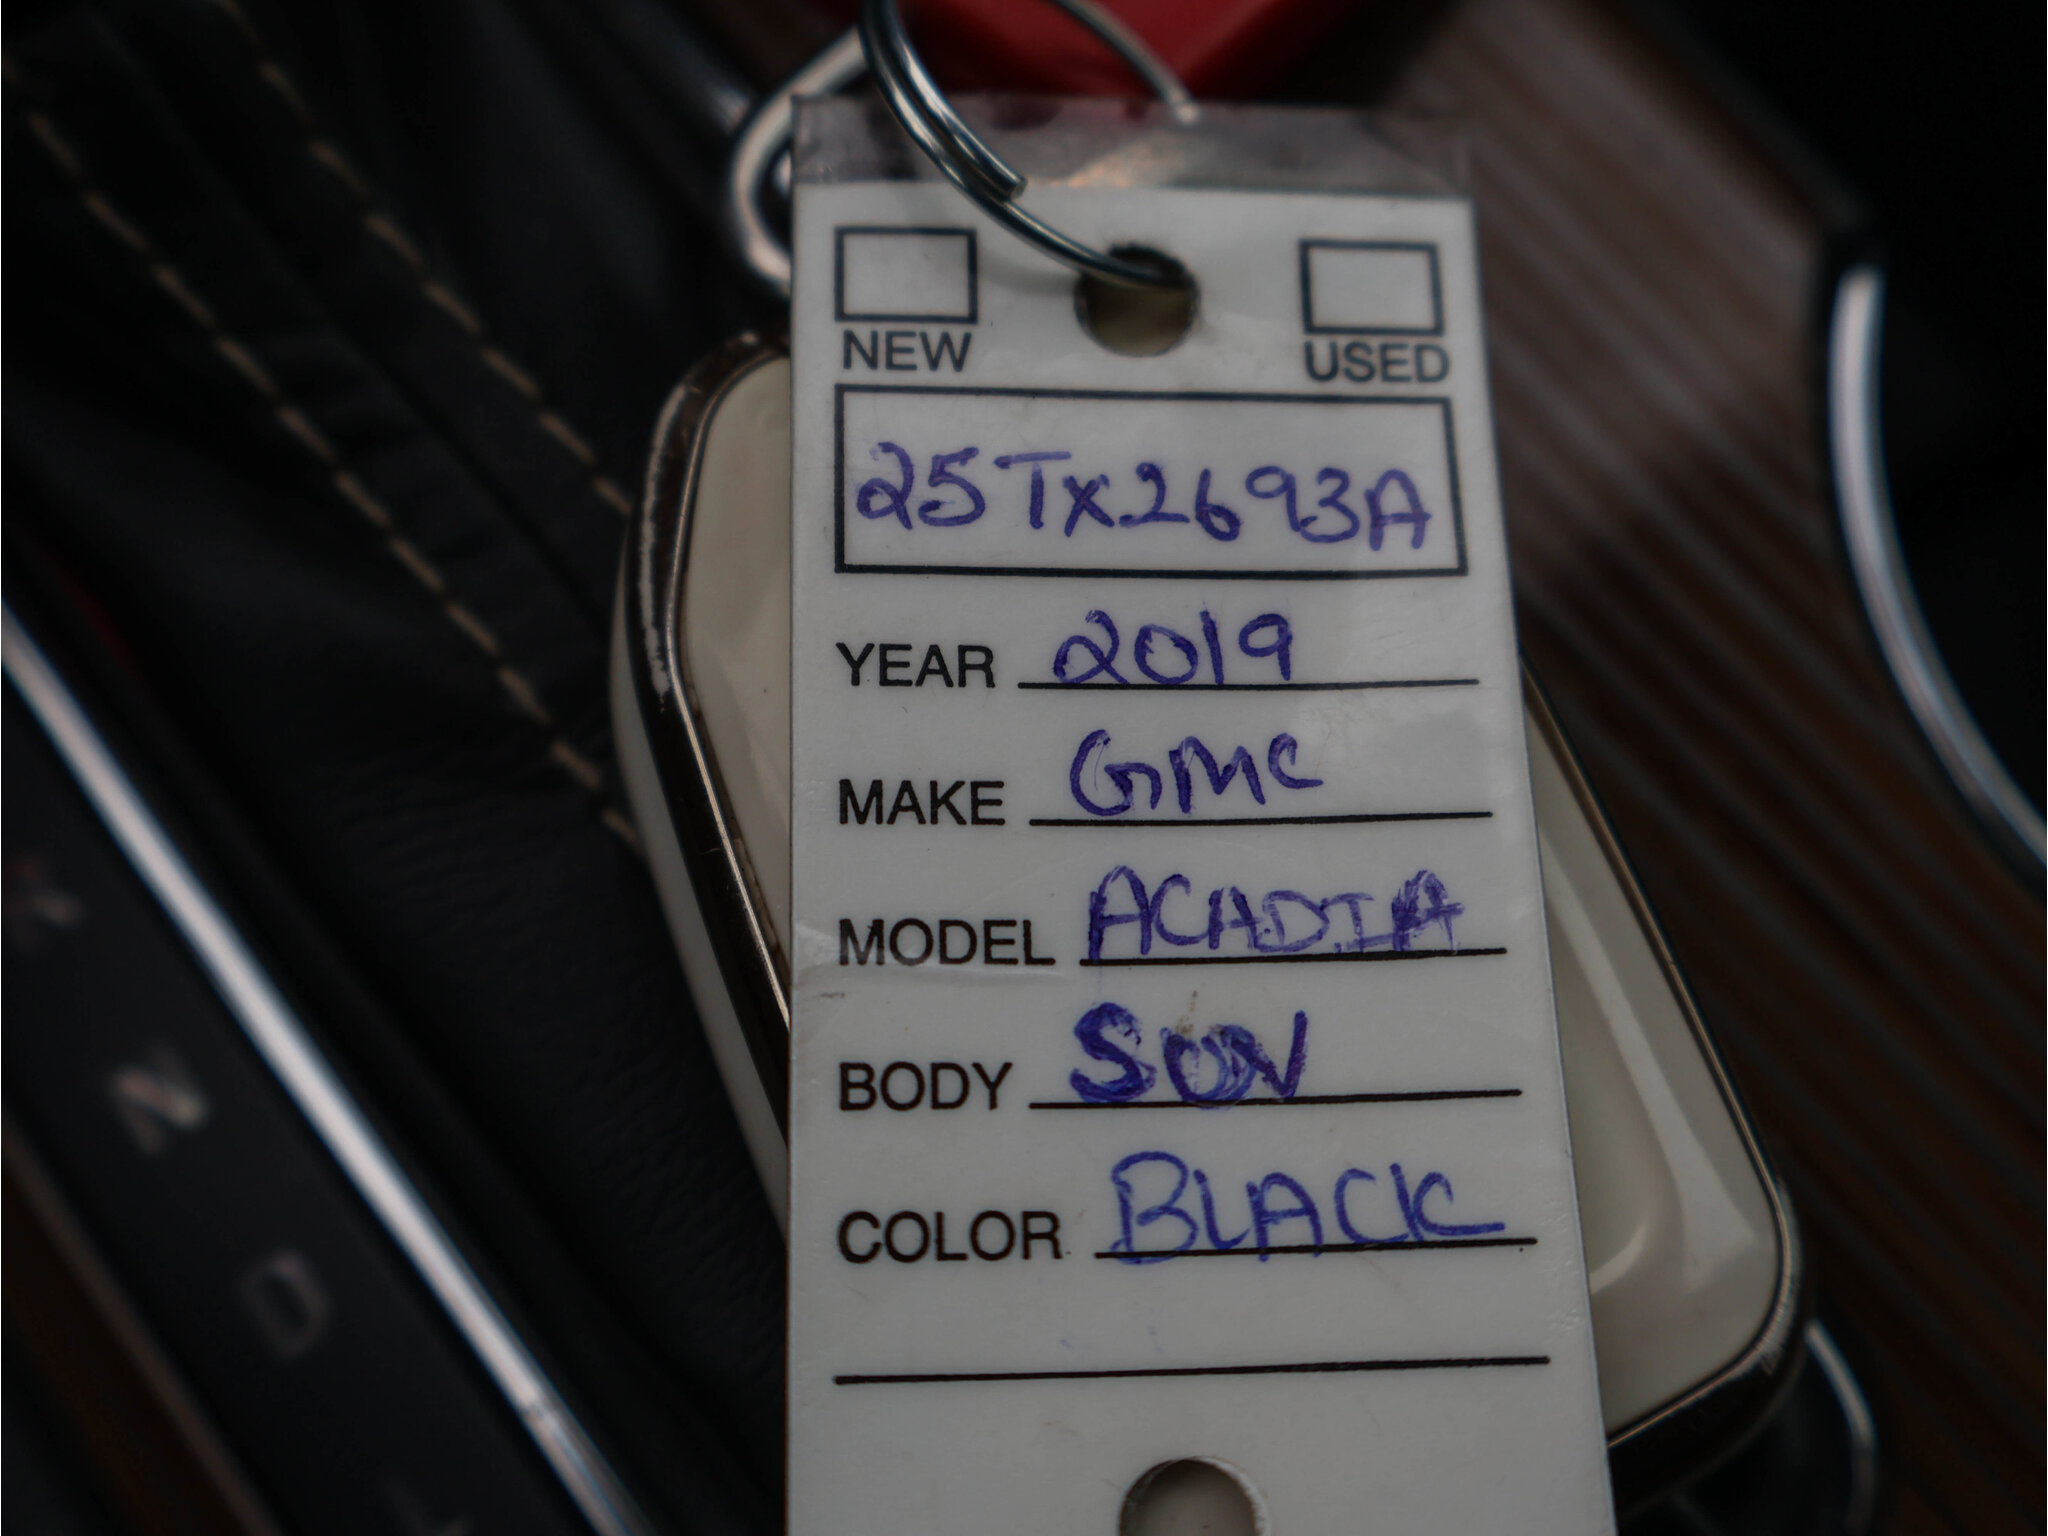 NEW USED
25TX2693A
YEAR 2019
MAKE GMC
MODEL ACADIA
BODY SUV
COLOR BLACK
N
D